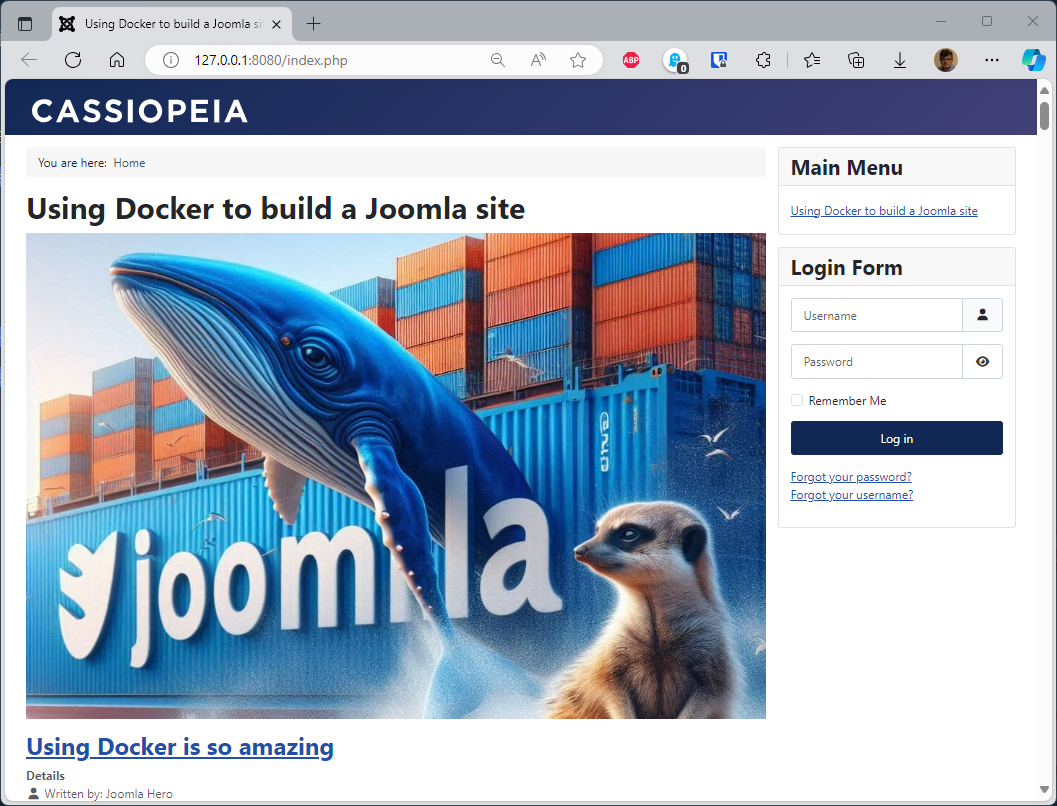 Using Docker to build a Joomla si
127.0.0.1:8080/index.php
ABP
0
CASSIOPEIA
You are here: Home
Using Docker to build a Joomla site
joomla
Using Docker is so amazing
Details
Written by: Joomla Hero
Main Menu
Using Docker to build a Joomla site
Login Form
Username
Password
Remember Me
Log in
Forgot your password?
Forgot your username?